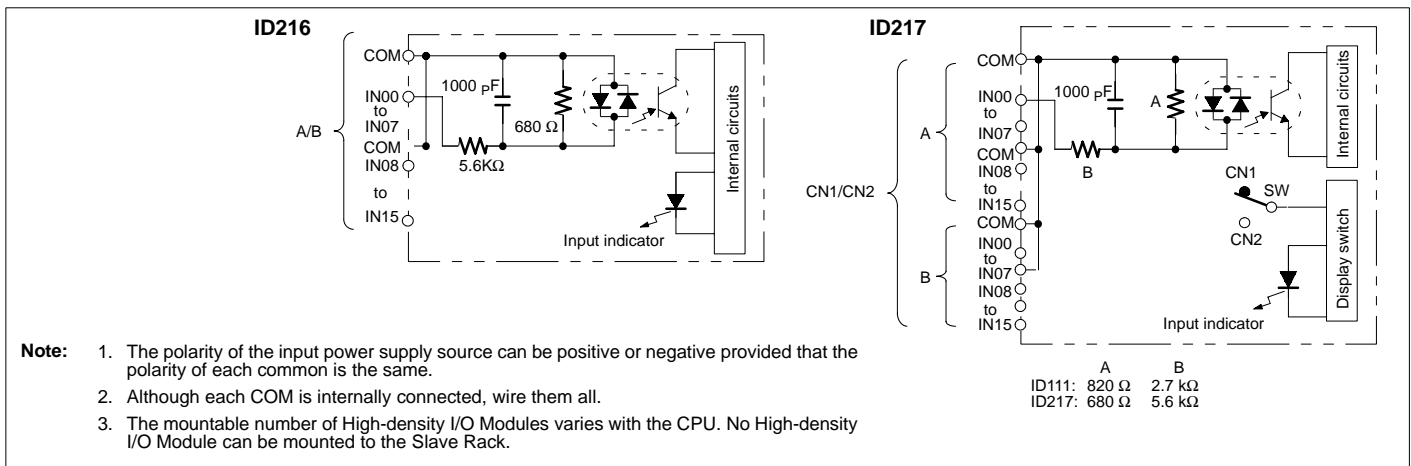 ID216
A/B
COM
IN00
to
IN07
COM
IN08
to
IN15
1000 PF
680 Ω
5.6KΩ
Internal circuits
Input indicator
ID217
CN1/CN2
A
B
COM
IN00
to
IN07
COM
IN08
to
IN15
COM
IN00
to
IN07
IN08
to
IN15
1000 PF
A
B
Internal circuits
CN1
SW
CN2
Display switch
Input indicator
A B
ID111: 820 Ω 2.7 kΩ
ID217: 680 Ω 5.6 kΩ
Note: 1. The polarity of the input power supply source can be positive or negative provided that the
polarity of each common is the same.
2. Although each COM is internally connected, wire them all.
3. The mountable number of High-density I/O Modules varies with the CPU. No High-density
I/O Module can be mounted to the Slave Rack.